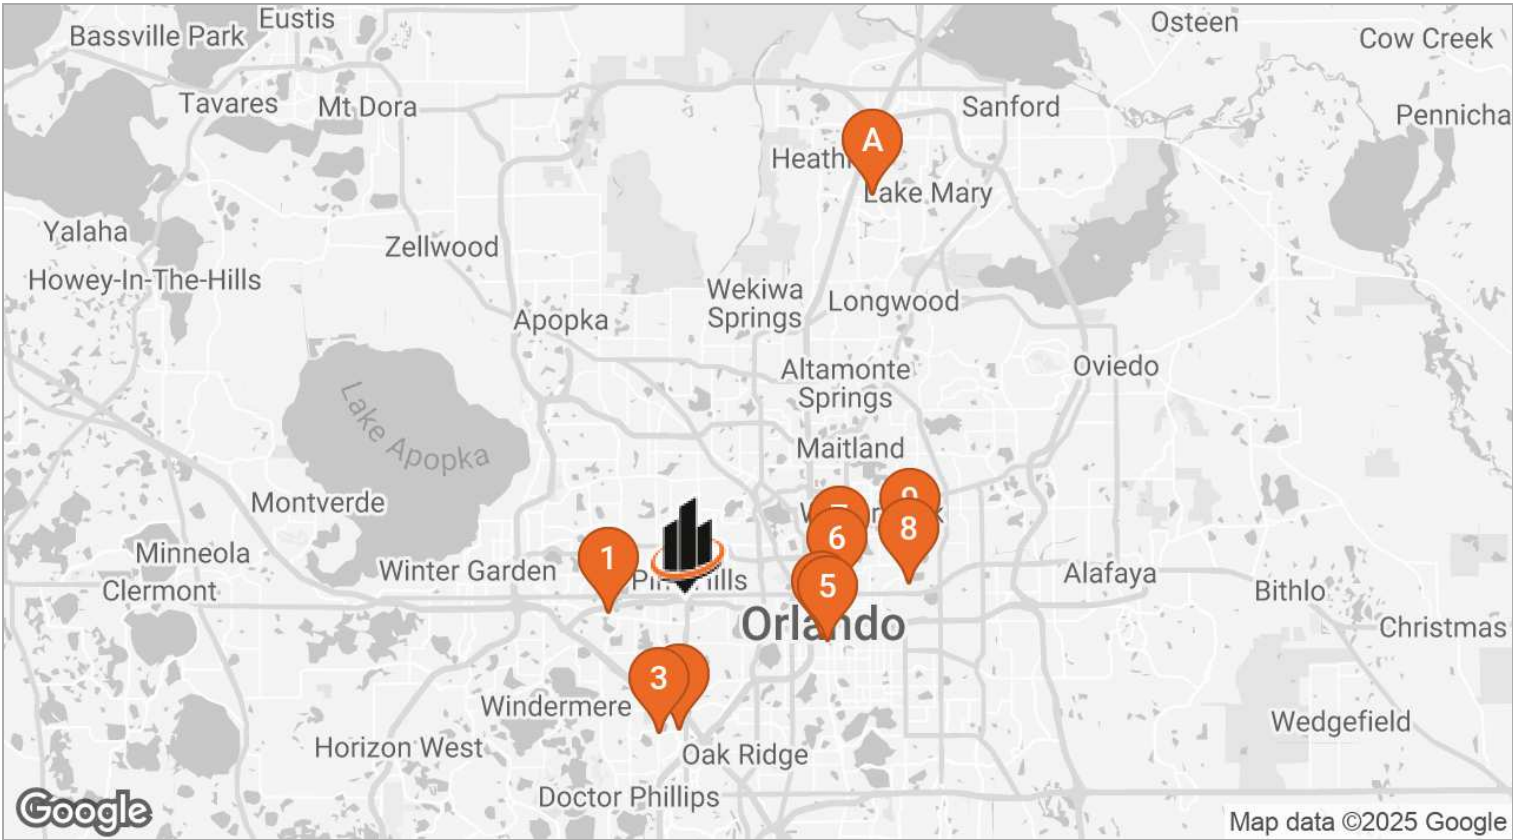 Eustis
Osteen
Bassville Park
Cow Creek
Tavares
Mt Dora
Sanford
Pennicha
A
Lake Mary
Yalaha
Zellwood
Howey-In-The-Hills
Wekiwa
Springs
Longwood
Apopka
Altamonte
Springs
Oviedo
Lake Apopka
Maitland
Montverde
8
6
1
Minneola
Winter Garden
Alafaya
Clermont
5
Bithlo
Orlando
Christmas
3
Windermere
Wedgefield
Horizon West
Oak Ridge
Doctor Phillips
Google
Map data ©2025 Google